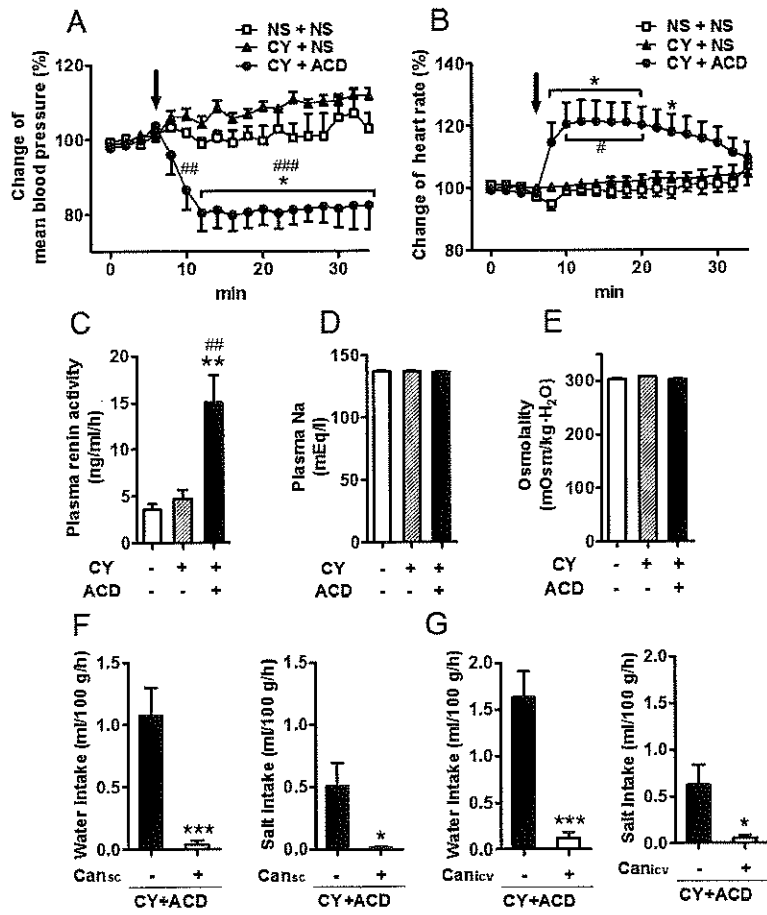 A
NS + NS
CY + NS
CY + ACD
Change of
mean blood pressure (%)
120
100
80
##
###
*
0
10
20
30
min
B
NS + NS
CY + NS
CY + ACD
Change of heart rate (%)
140
120
100
80
*
*
#
0
10
20
30
min
C
Plasma renin activity
(ng/ml/h)
20
15
10
5
0
##
**
CY - + +
ACD - - +
D
Plasma Na
(mEq/l)
150
100
50
0
CY - + +
ACD - - +
E
Osmolality
(mOsm/kg·H2O)
300
200
100
0
CY - + +
ACD - - +
F
Water Intake (ml/100 g/h)
1.5
1.0
0.5
0.0
***
Cansc - +
CY+ACD
Salt Intake (ml/100 g/h)
1.5
1.0
0.5
0.0
*
Cansc - +
CY+ACD
G
Water Intake (ml/100 g/h)
2.0
1.5
1.0
0.5
0.0
***
Canicv - +
CY+ACD
Salt Intake (ml/100 g/h)
2.0
1.5
1.0
0.5
0.0
*
Canicv - +
CY+ACD